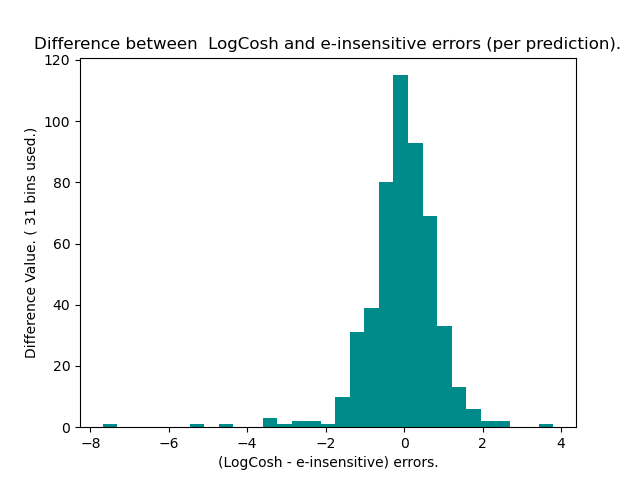 Difference between  LogCosh and e-insensitive errors (per prediction).
120
100
80
60
40
20
0
Difference Value. ( 31 bins used.)
−8 −6 −4 −2 0 2 4
(LogCosh - e-insensitive) errors.